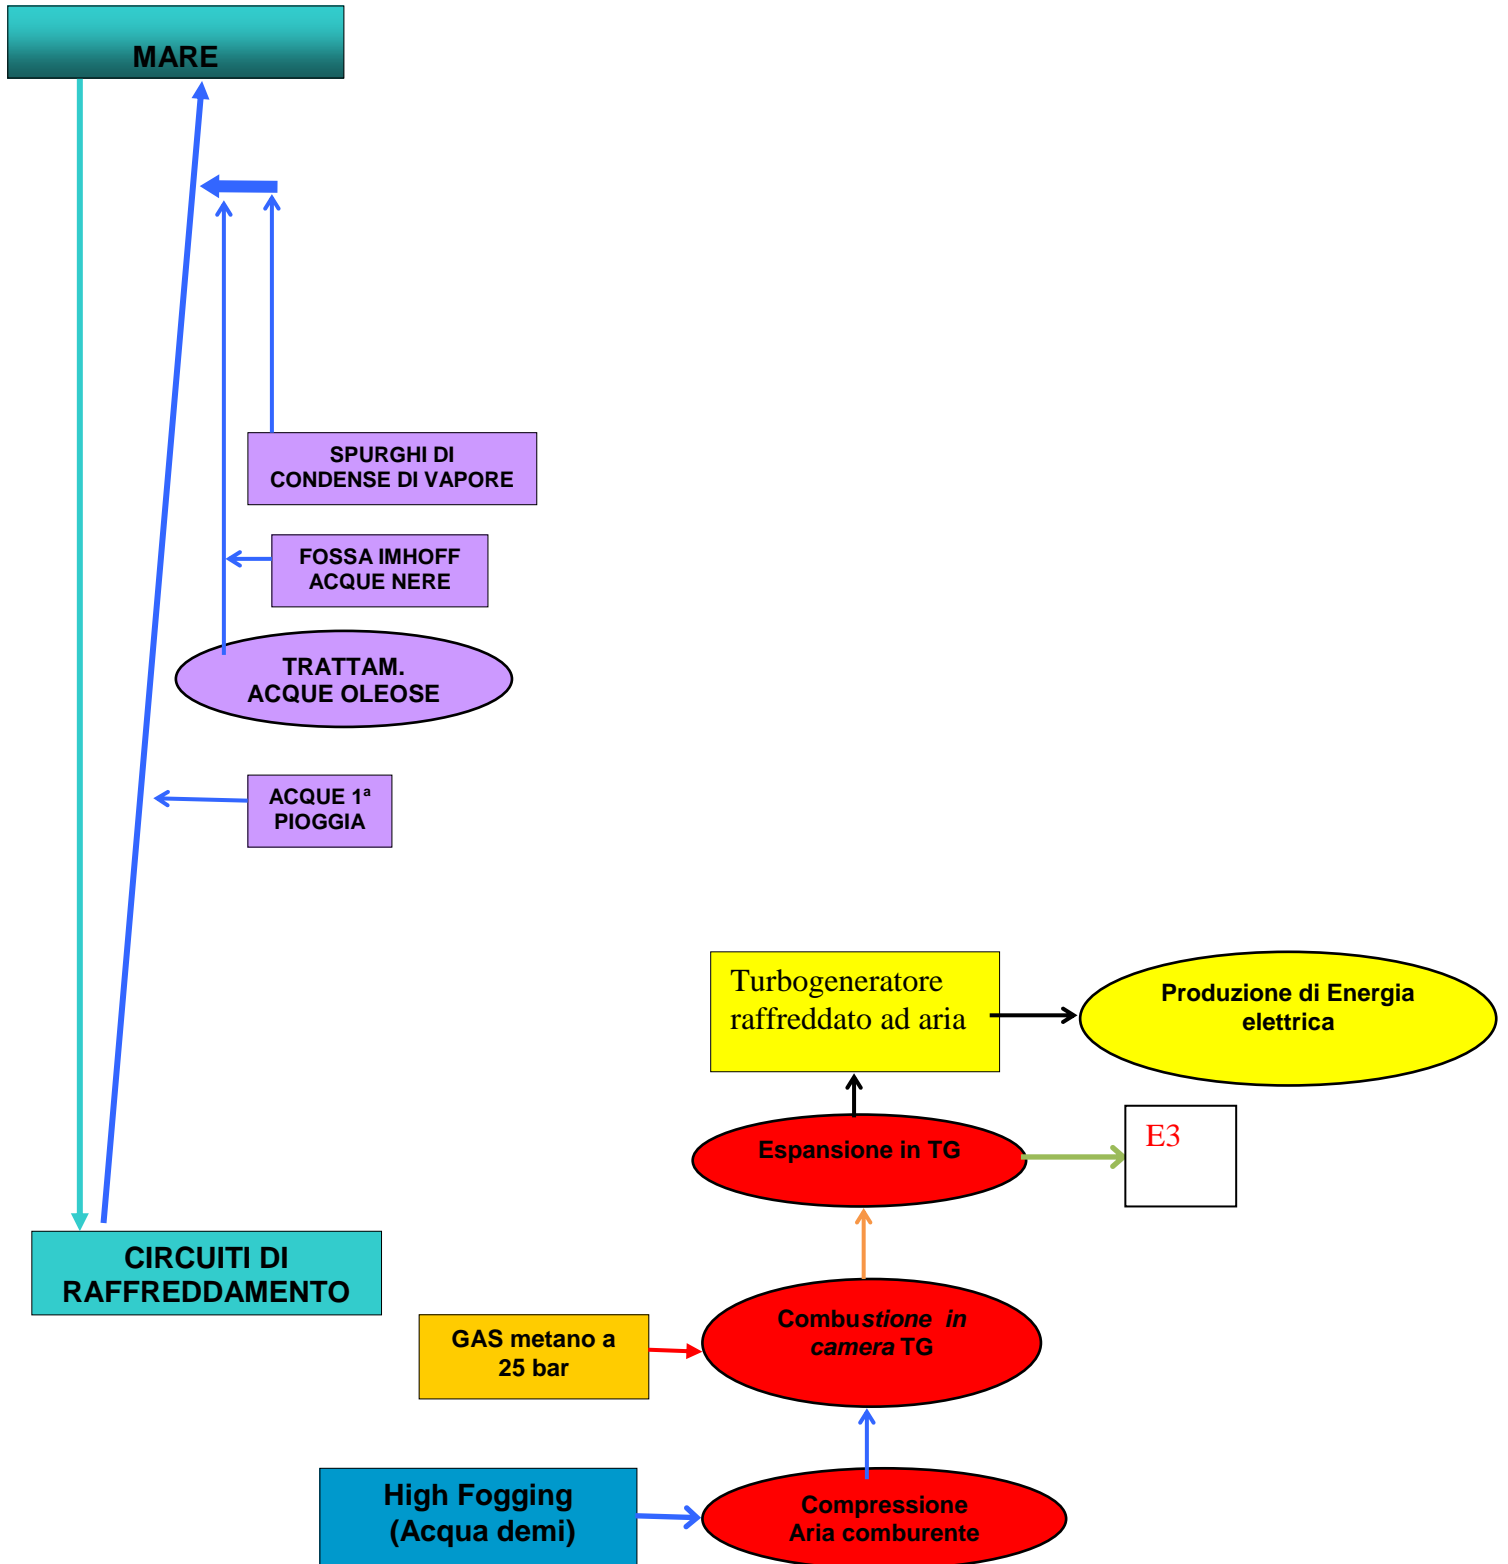 MARE
SPURGHI DI
CONDENSE DI VAPORE
FOSSA IMHOFF
ACQUE NERE
TRATTAM.
ACQUE OLEOSE
ACQUE 1ª
PIOGGIA
Turbogeneratore
raffreddato ad aria
Produzione di Energia
elettrica
Espansione in TG
E3
CIRCUITI DI
RAFFREDDAMENTO
GAS metano a
25 bar
Combustione in
camera TG
High Fogging
(Acqua demi)
Compressione
Aria comburente